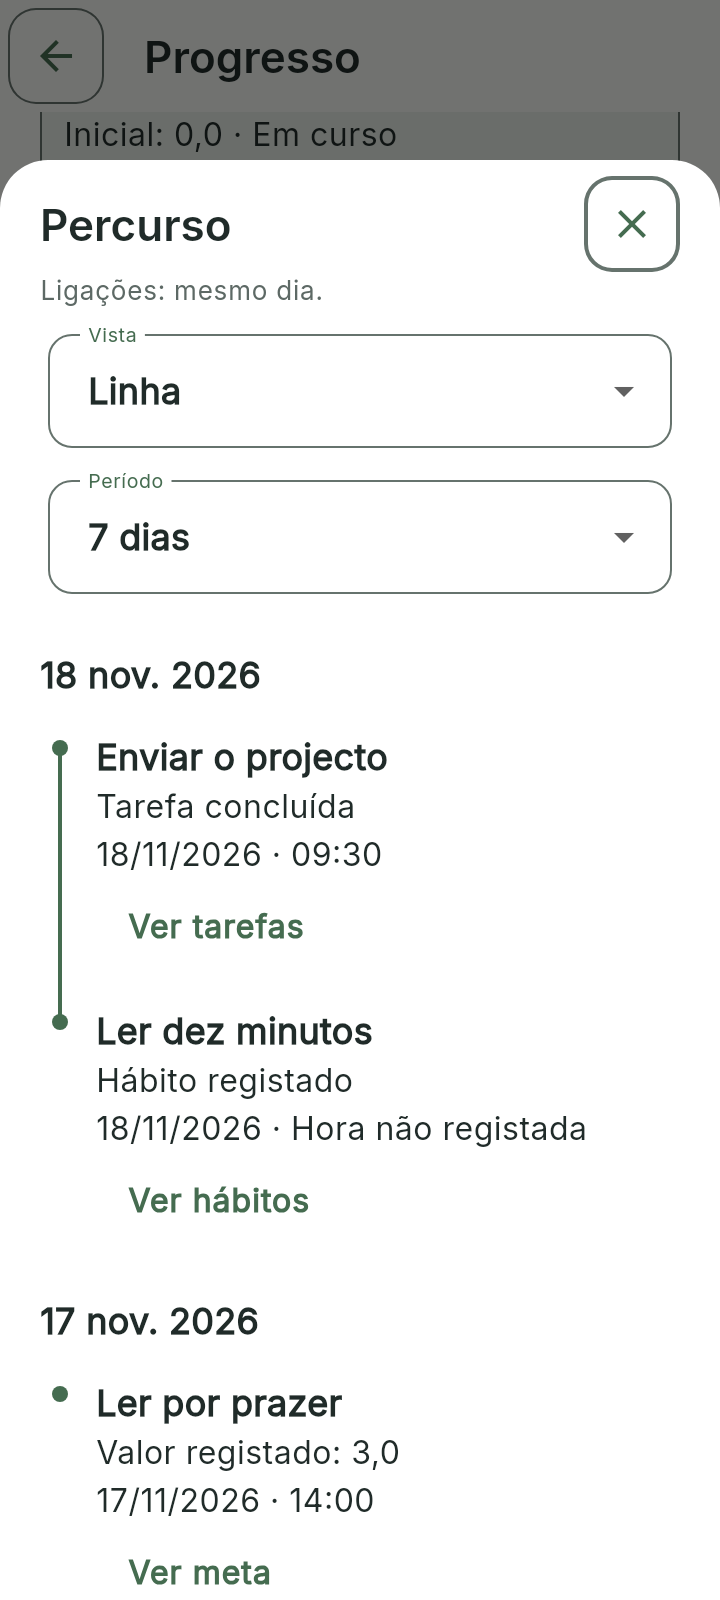 Progresso
Inicial: 0,0 · Em curso
Percurso
Ligações: mesmo dia.
Vista
Linha
Período
7 dias
18 nov. 2026
Enviar o projecto
Tarefa concluída
18/11/2026 · 09:30
Ver tarefas
Ler dez minutos
Hábito registado
18/11/2026 · Hora não registada
Ver hábitos
17 nov. 2026
Ler por prazer
Valor registado: 3,0
17/11/2026 · 14:00
Ver meta